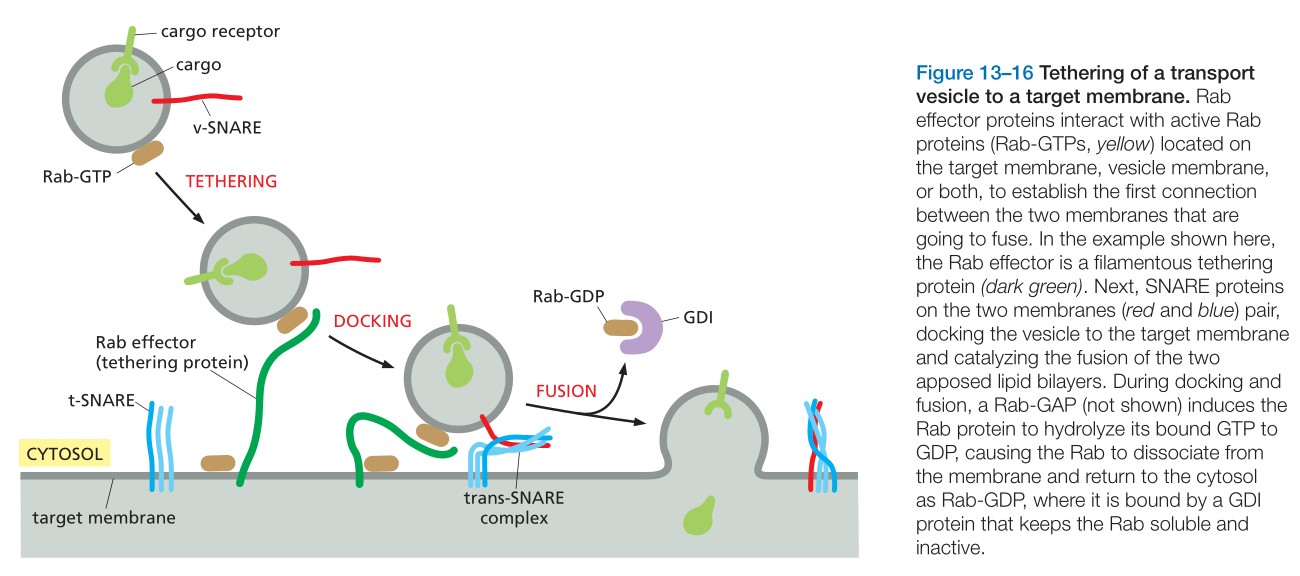 cargo receptor
cargo
v-SNARE
Rab-GTP
TETHERING
Rab effector
(tethering protein)
DOCKING
Rab-GDP
GDI
t-SNARE
FUSION
CYTOSOL
trans-SNARE
complex
target membrane
Figure 13–16 Tethering of a transport
vesicle to a target membrane. Rab
effector proteins interact with active Rab
proteins (Rab-GTPs, yellow) located on
the target membrane, vesicle membrane,
or both, to establish the first connection
between the two membranes that are
going to fuse. In the example shown here,
the Rab effector is a filamentous tethering
protein (dark green). Next, SNARE proteins
on the two membranes (red and blue) pair,
docking the vesicle to the target membrane
and catalyzing the fusion of the two
apposed lipid bilayers. During docking and
fusion, a Rab-GAP (not shown) induces the
Rab protein to hydrolyze its bound GTP to
GDP, causing the Rab to dissociate from
the membrane and return to the cytosol
as Rab-GDP, where it is bound by a GDI
protein that keeps the Rab soluble and
inactive.